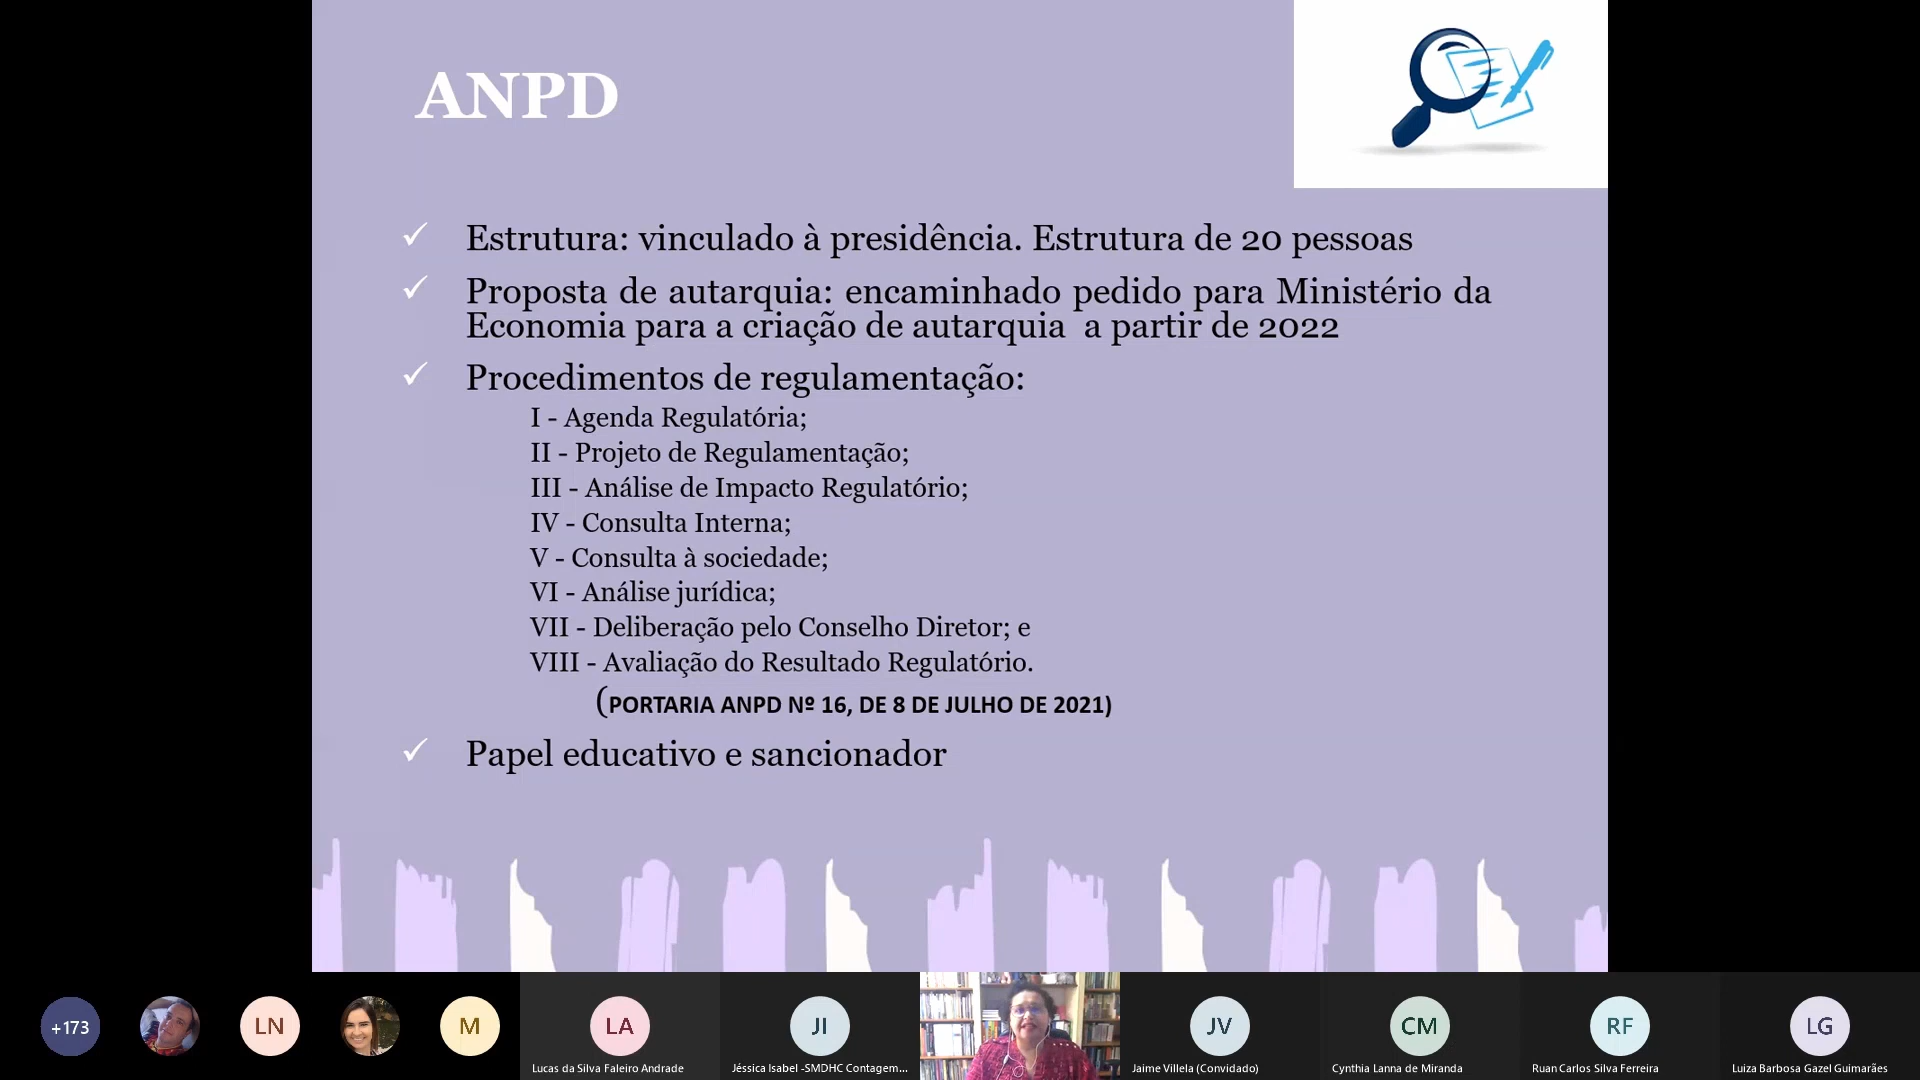 ANPD
Estrutura: vinculado à presidência. Estrutura de 20 pessoas
Proposta de autarquia: encaminhado pedido para Ministério da
Economia para a criação de autarquia a partir de 2022
Procedimentos de regulamentação:
I - Agenda Regulatória;
II - Projeto de Regulamentação;
III - Análise de Impacto Regulatório;
IV - Consulta Interna;
V - Consulta à sociedade;
VI - Análise jurídica;
VII - Deliberação pelo Conselho Diretor; e
VIII - Avaliação do Resultado Regulatório.
(PORTARIA ANPD Nº 16, DE 8 DE JULHO DE 2021)
Papel educativo e sancionador
+173
LN
M
LA
JI
JV
CM
RF
LG
Lucas da Silva Faleiro Andrade
Jéssica Isabel -SMDHC Contagem...
Jaime Villela (Convidado)
Cynthia Lanna de Miranda
Ruan Carlos Silva Ferreira
Luiza Barbosa Gazel Guimarães